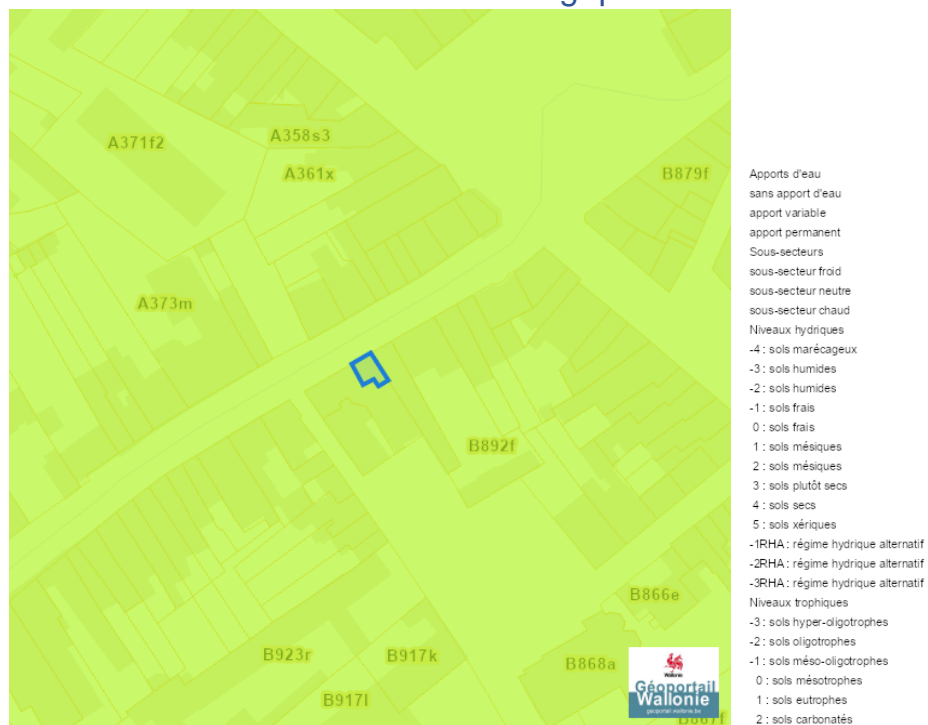 A371f2
A358s3
A361x
B879f
A373m
B892f
B866e
B923r
B917k
B868a
B917l
B867f
Wallonie
Géoportail
Wallonie
geoportail.wallonie.be
Apports d'eau
sans apport d'eau
apport variable
apport permanent
Sous-secteurs
sous-secteur froid
sous-secteur neutre
sous-secteur chaud
Niveaux hydriques
-4 : sols marécageux
-3 : sols humides
-2 : sols humides
-1 : sols frais
0 : sols frais
1 : sols mésiques
2 : sols mésiques
3 : sols plutôt secs
4 : sols secs
5 : sols xériques
-1RHA : régime hydrique alternatif
-2RHA : régime hydrique alternatif
-3RHA : régime hydrique alternatif
Niveaux trophiques
-3 : sols hyper-oligotrophes
-2 : sols oligotrophes
-1 : sols méso-oligotrophes
0 : sols mésotrophes
1 : sols eutrophes
2 : sols carbonatés